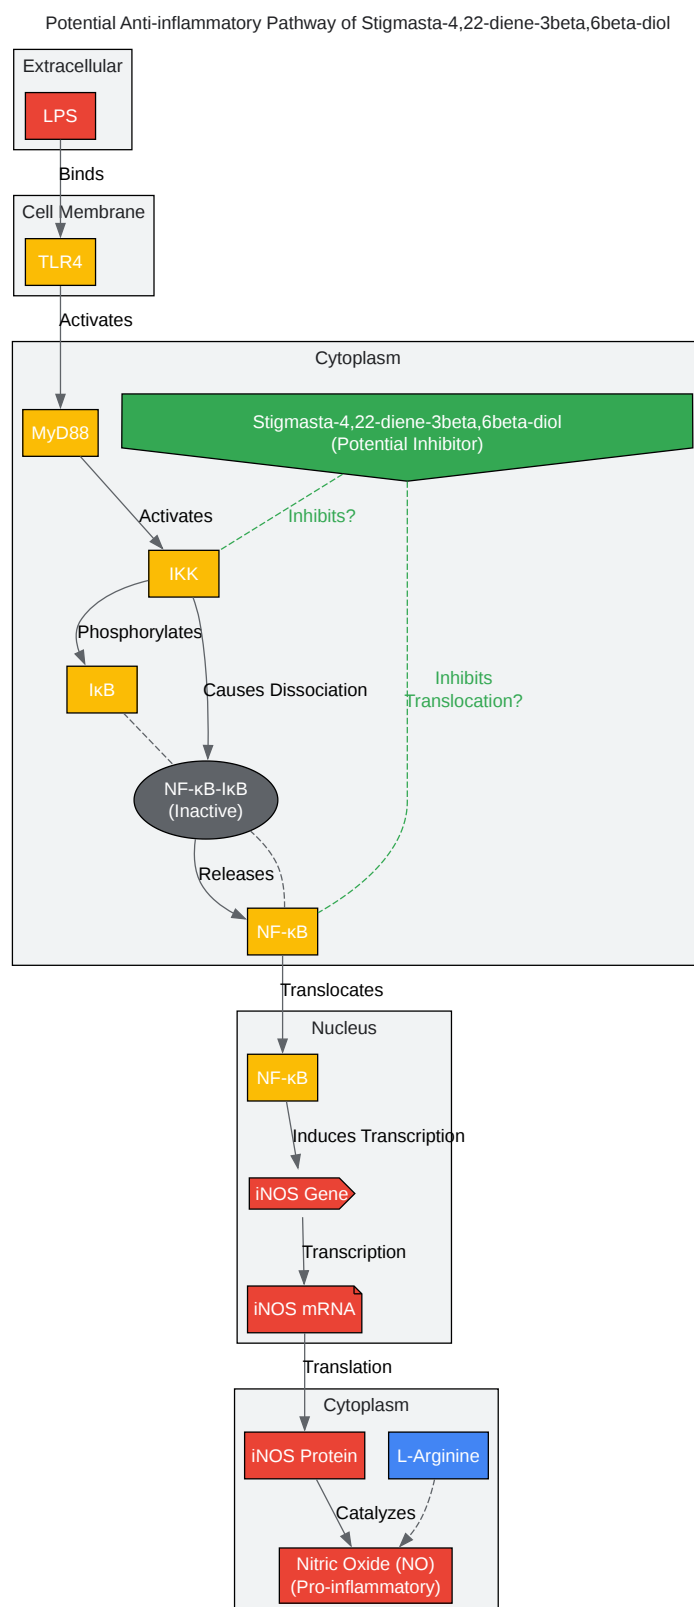 Potential Anti-inflammatory Pathway of Stigmasta-4,22-diene-3beta,6beta-diol
Extracellular
LPS
Binds
Cell Membrane
TLR4
Activates
Cytoplasm
Stigmasta-4,22-diene-3beta,6beta-diol
(Potential Inhibitor)
MyD88
Activates
Inhibits?
IKK
Phosphorylates
IκB
Causes Dissociation
Inhibits
Translocation?
NF-κB-IκB
(Inactive)
Releases
NF-κB
Translocates
Nucleus
NF-κB
Induces Transcription
iNOS Gene
Transcription
iNOS mRNA
Translation
Cytoplasm
iNOS Protein
L-Arginine
Catalyzes
Nitric Oxide (NO)
(Pro-inflammatory)